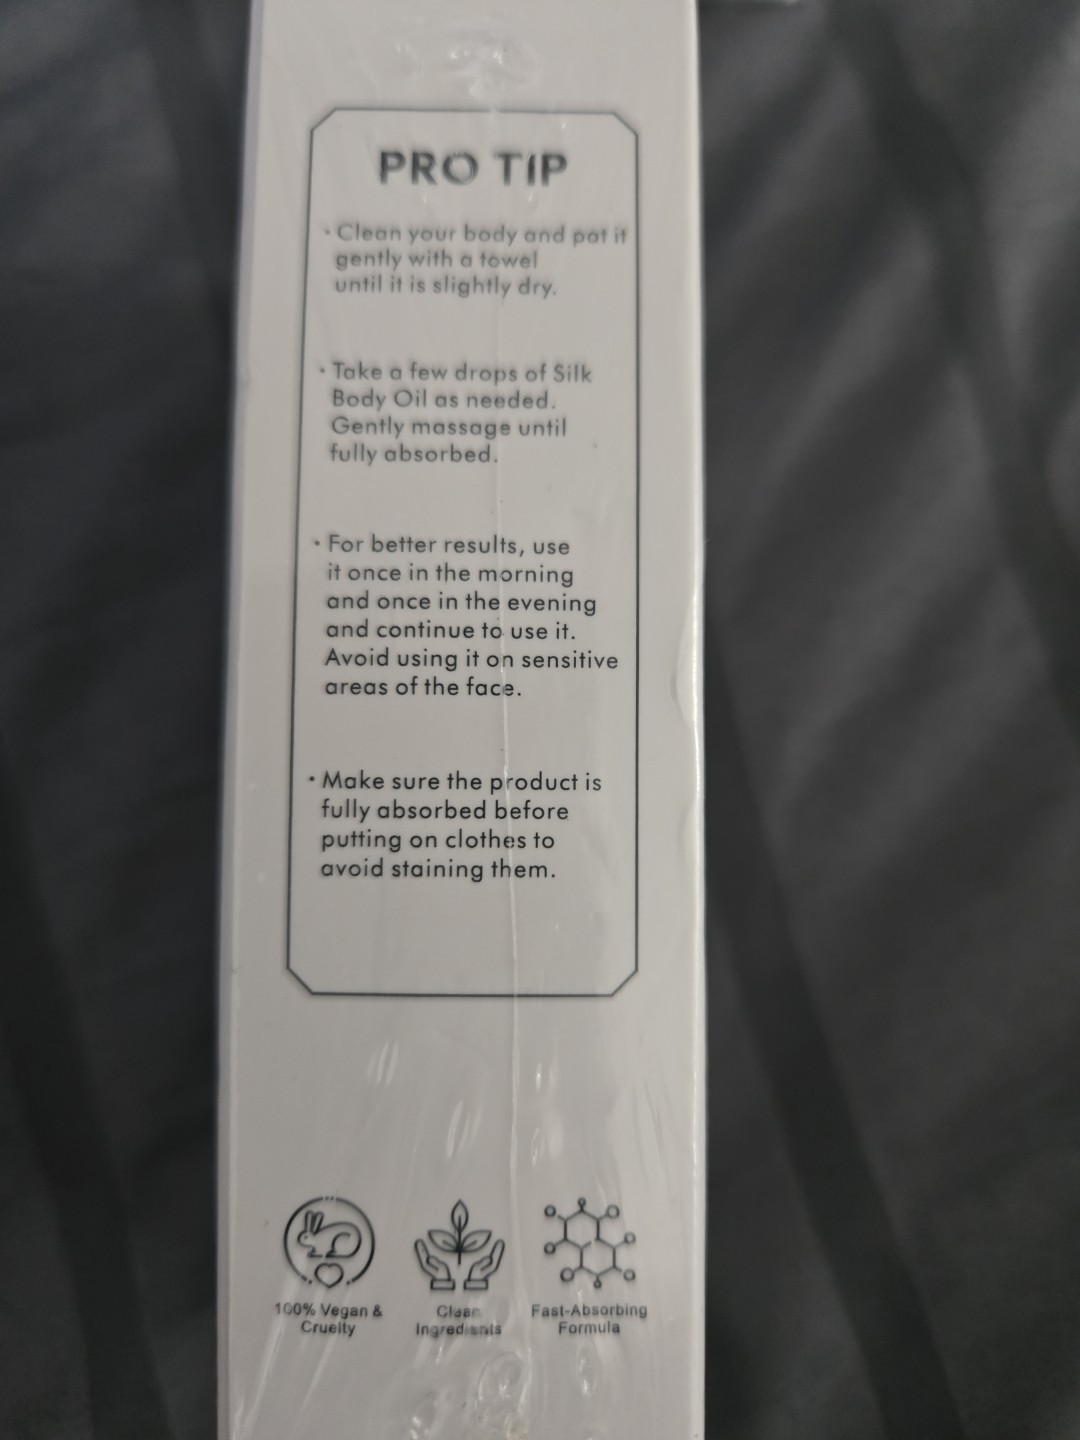 PRO TIP
• Clean your body and pat it
gently with a towel
until it is slightly dry.
• Take a few drops of Silk
Body Oil as needed.
Gently massage until
fully absorbed.
• For better results, use
it once in the morning
and once in the evening
and continue to use it.
Avoid using it on sensitive
areas of the face.
• Make sure the product is
fully absorbed before
putting on clothes to
avoid staining them.
100% Vegan &
Cruelty
Clean
Ingredients
Fast-Absorbing
Formula